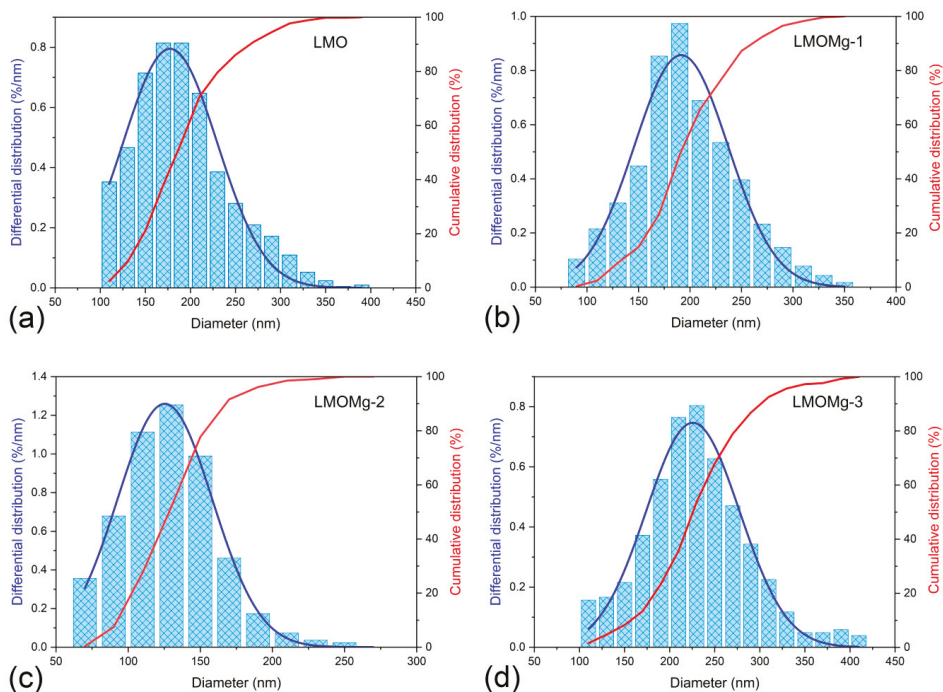 LMO
Differential distribution (%/nm)
0.0
0.2
0.4
0.6
0.8
50 100 150 200 250 300 350 400 450
Diameter (nm)
0
20
40
60
80
100
Cumulative distribution (%)
(a)
LMOMg-1
Differential distribution (%/nm)
0.0
0.2
0.4
0.6
0.8
1.0
50 100 150 200 250 300 350 400
Diameter (nm)
0
20
40
60
80
100
Cumulative distribution (%)
(b)
LMOMg-2
Differential distribution (%/nm)
0.0
0.2
0.4
0.6
0.8
1.0
1.2
1.4
50 100 150 200 250 300
Diameter (nm)
0
20
40
60
80
100
Cumulative distribution (%)
(c)
LMOMg-3
Differential distribution (%/nm)
0.0
0.2
0.4
0.6
0.8
50 100 150 200 250 300 350 400 450
Diameter (nm)
0
20
40
60
80
100
Cumulative distribution (%)
(d)